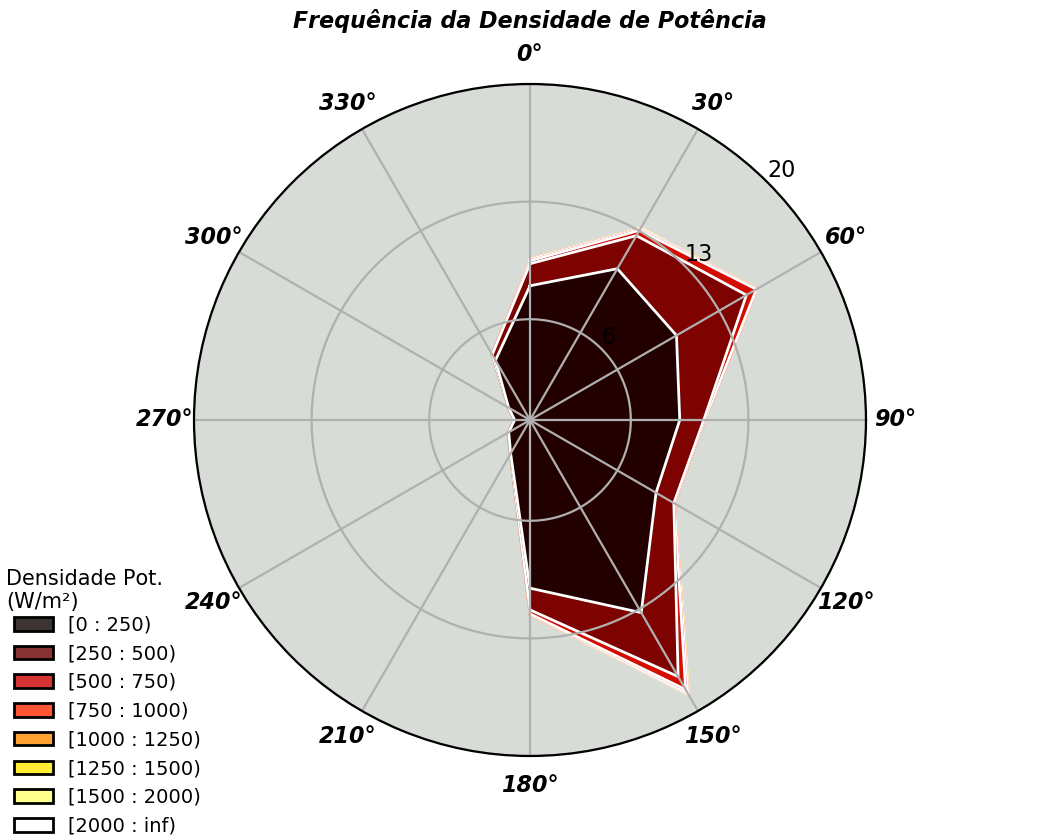 Frequência da Densidade de Potência
0°
330°
30°
20
300°
60°
13
6
270°
90°
240°
120°
210°
150°
180°
Densidade Pot.
(W/m²)
[0 : 250)
[250 : 500)
[500 : 750)
[750 : 1000)
[1000 : 1250)
[1250 : 1500)
[1500 : 2000)
[2000 : inf)